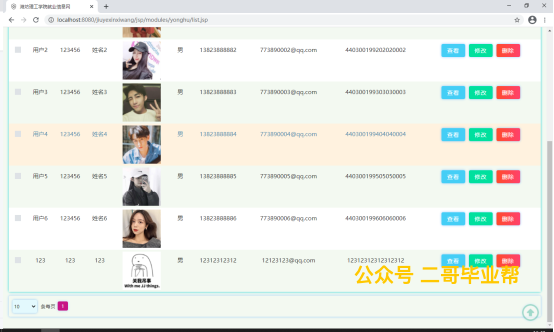 潍坊理工学院就业信息网
localhost:8080/jiuyexinxiwang/jsp/modules/yonghu/list.jsp
用户2 123456 姓名2 男 13823888882 773890002@qq.com 440300199202020002 查看 修改 删除
用户3 123456 姓名3 男 13823888883 773890003@qq.com 440300199303030003 查看 修改 删除
用户4 123456 姓名4 男 13823888884 773890004@qq.com 440300199404040004 查看 修改 删除
用户5 123456 姓名5 男 13823888885 773890005@qq.com 440300199505050005 查看 修改 删除
用户6 123456 姓名6 男 13823888886 773890006@qq.com 440300199606060006 查看 修改 删除
123 123 123 男 12312312312 12123123@qq.com 12312312312312312 查看 修改 删除
关我吊事
With me JJ things.
公众号 二哥毕业帮
10 条每页 1